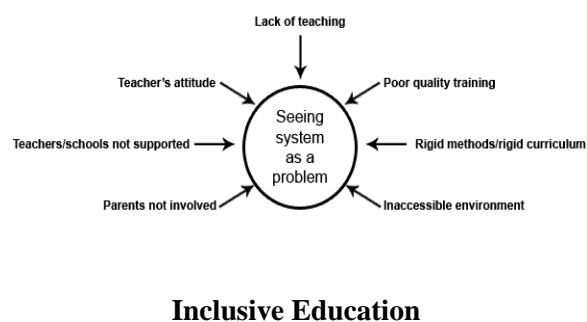 Lack of teaching
Teacher's attitude
Poor quality training
Seeing
system
as a
problem
Teachers/schools not supported
Rigid methods/rigid curriculum
Parents not involved
Inaccessible environment
Inclusive Education